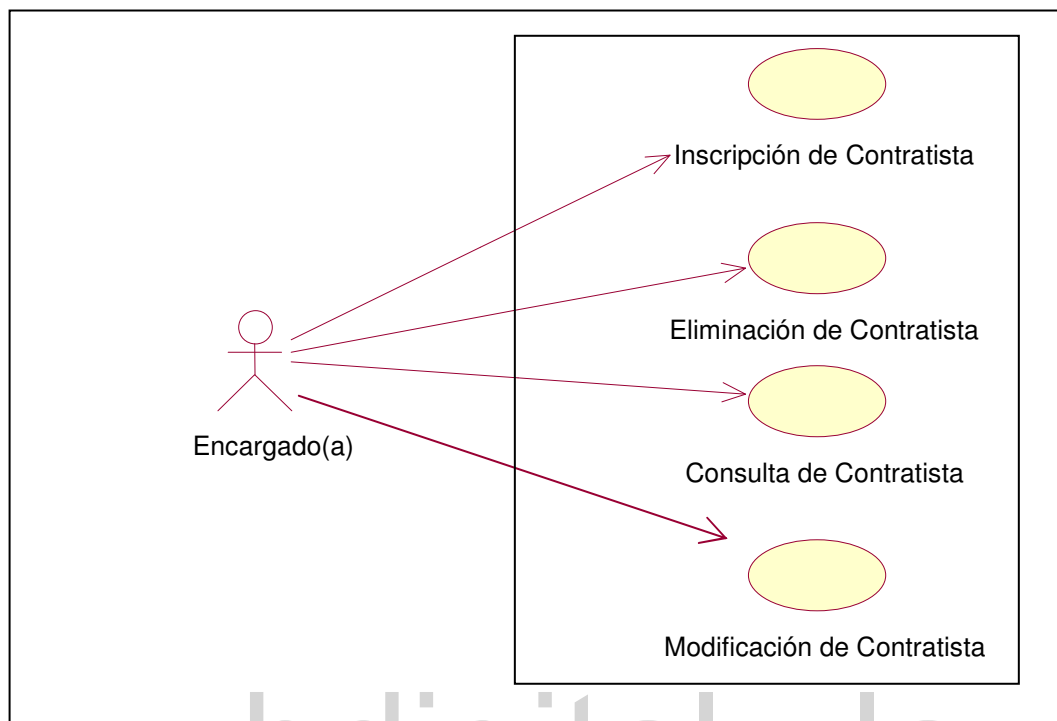 Inscripción de Contratista
Eliminación de Contratista
Encargado(a)
Consulta de Contratista
Modificación de Contratista